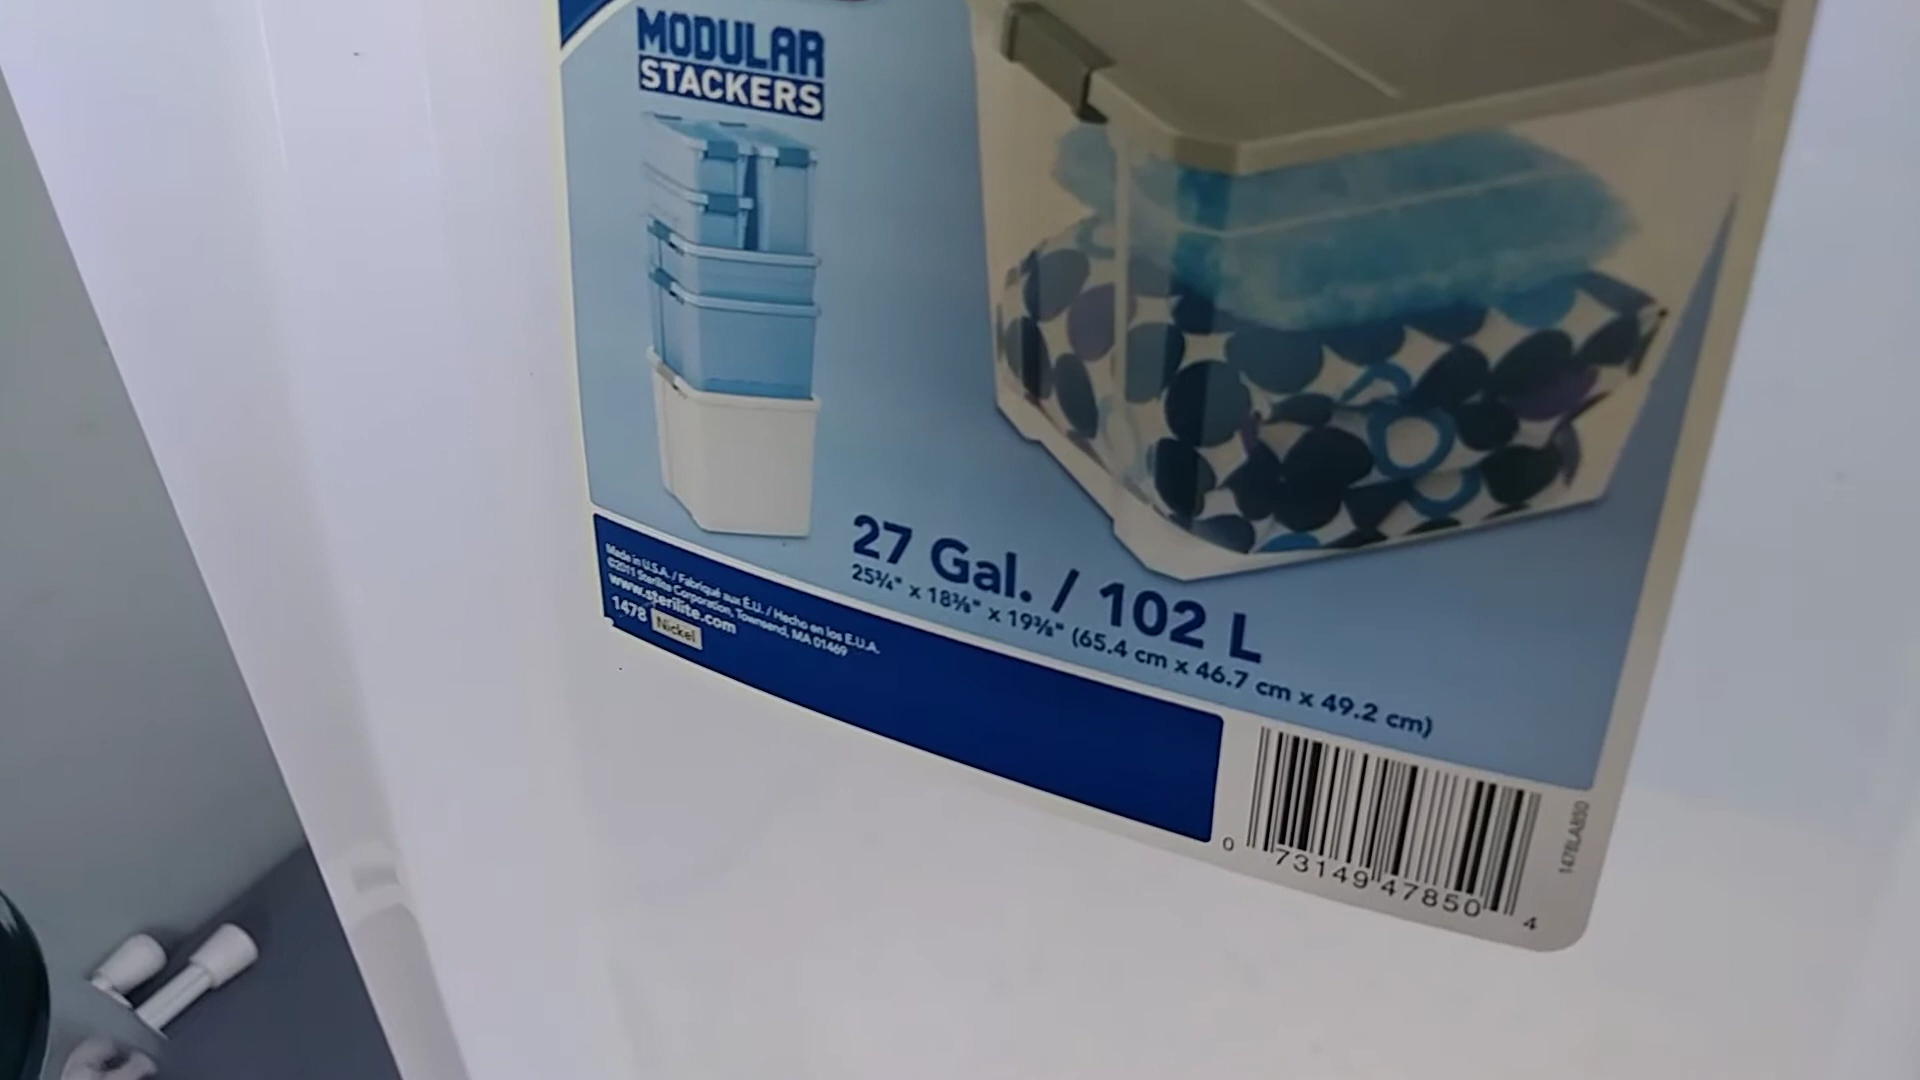 MODULAR
STACKERS
27 Gal. / 102 L
25¾" x 18⅜" x 19⅜" (65.4 cm x 46.7 cm x 49.2 cm)
Made in U.S.A. / Fabriqué aux É.U. / Hecho en los E.U.A.
©2011 Sterilite Corporation, Townsend, MA 01469
www.sterilite.com
1478 Nickel
0 73149 47850 4
1478LA850